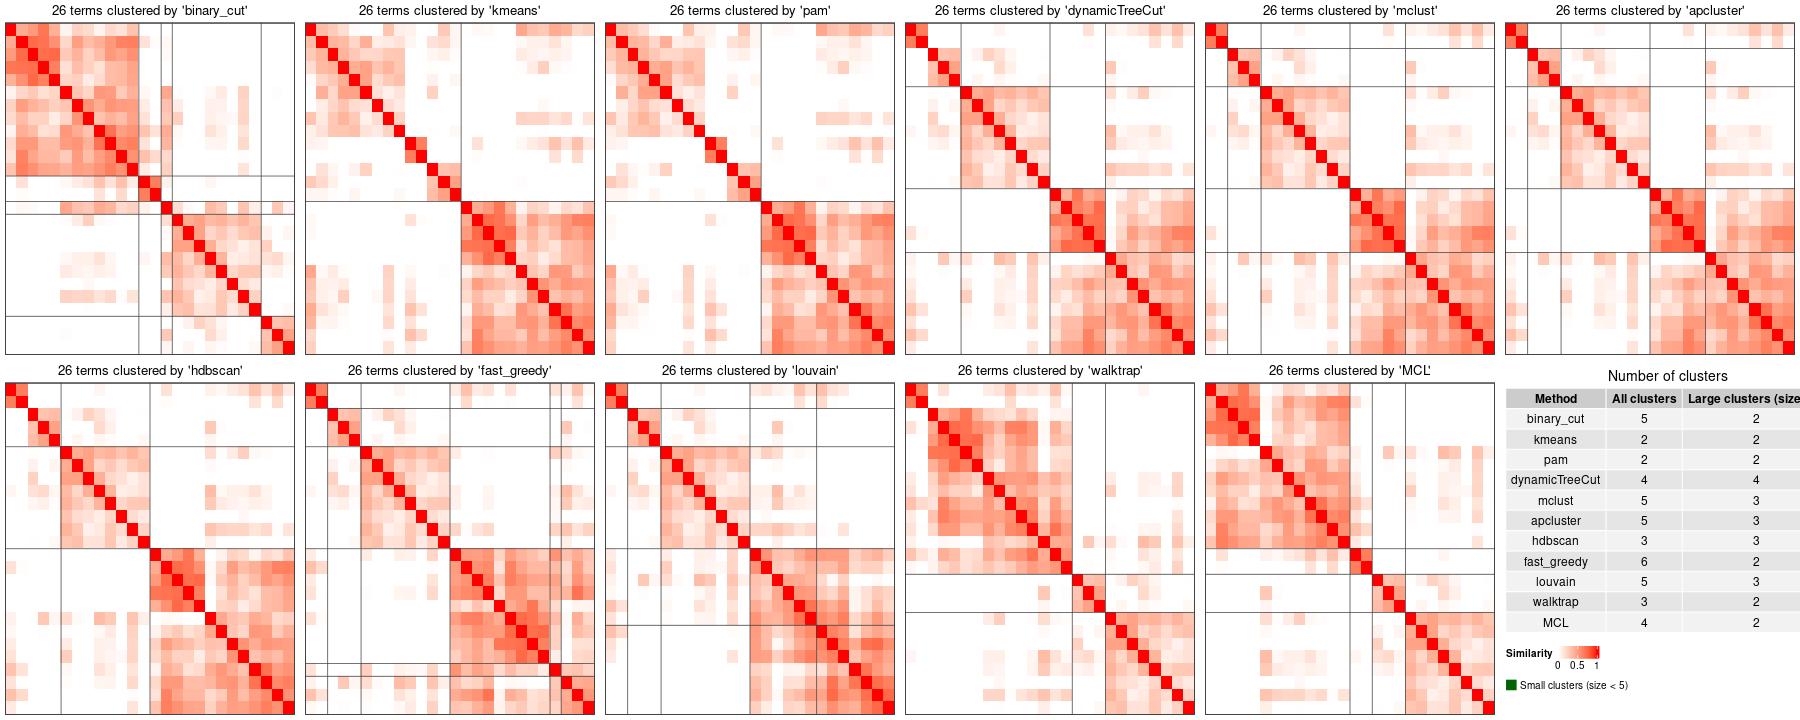 26 terms clustered by 'binary_cut'
26 terms clustered by 'kmeans'
26 terms clustered by 'pam'
26 terms clustered by 'dynamicTreeCut'
26 terms clustered by 'mclust'
26 terms clustered by 'apcluster'
26 terms clustered by 'hdbscan'
26 terms clustered by 'fast_greedy'
26 terms clustered by 'louvain'
26 terms clustered by 'walktrap'
26 terms clustered by 'MCL'
Number of clusters
Method All clusters Large clusters (size
binary_cut 5 2
kmeans 2 2
pam 2 2
dynamicTreeCut 4 4
mclust 5 3
apcluster 5 3
hdbscan 3 3
fast_greedy 6 2
louvain 5 3
walktrap 3 2
MCL 4 2
Similarity
0 0.5 1
Small clusters (size < 5)